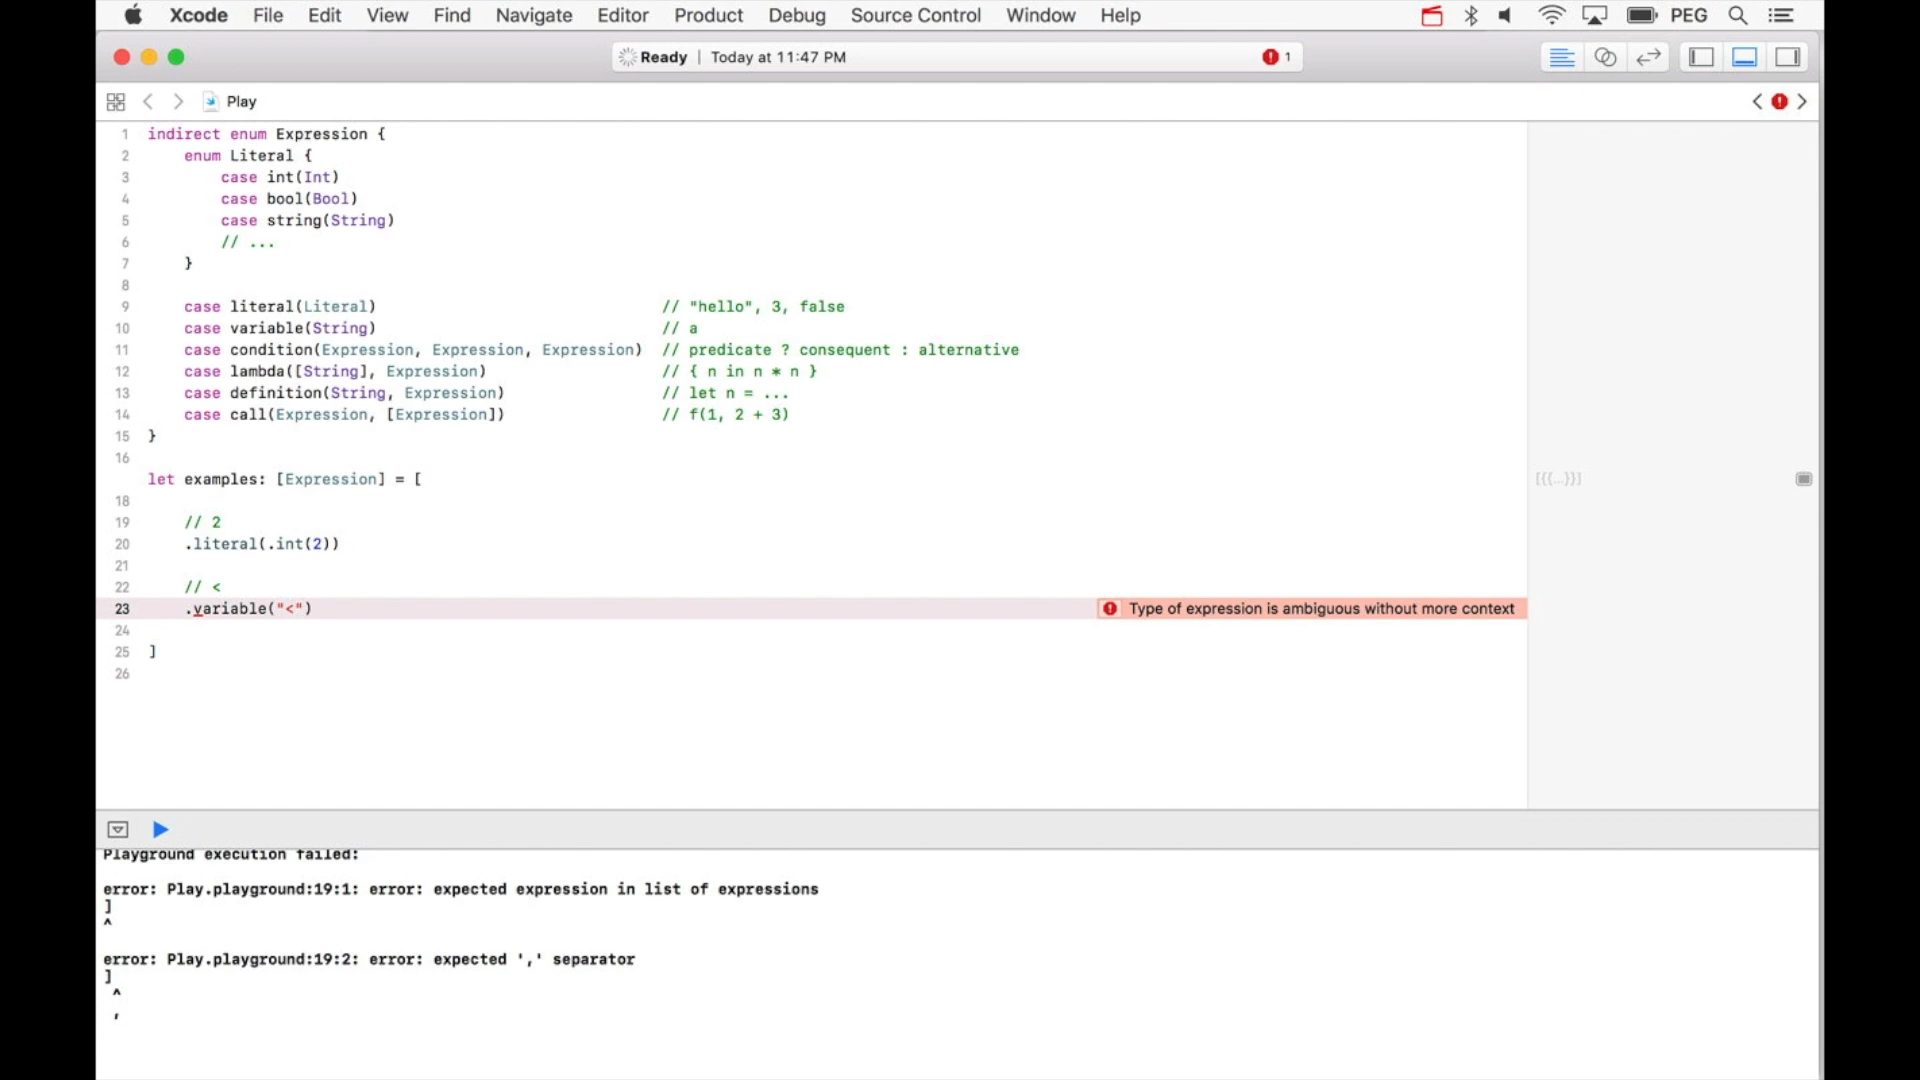 Xcode File Edit View Find Navigate Editor Product Debug Source Control Window Help PEG
Ready | Today at 11:47 PM 1
Play
1 indirect enum Expression {
2 enum Literal {
3 case int(Int)
4 case bool(Bool)
5 case string(String)
6 // ...
7 }
8
9 case literal(Literal) // "hello", 3, false
10 case variable(String) // a
11 case condition(Expression, Expression, Expression) // predicate ? consequent : alternative
12 case lambda([String], Expression) // { n in n * n }
13 case definition(String, Expression) // let n = ...
14 case call(Expression, [Expression]) // f(1, 2 + 3)
15 }
16
let examples: [Expression] = [ [{{...}}]
18
19 // 2
20 .literal(.int(2))
21
22 // <
23 .variable("<") Type of expression is ambiguous without more context
24
25 ]
26
Playground execution failed:
error: Play.playground:19:1: error: expected expression in list of expressions
]
^
error: Play.playground:19:2: error: expected ',' separator
]
^
,